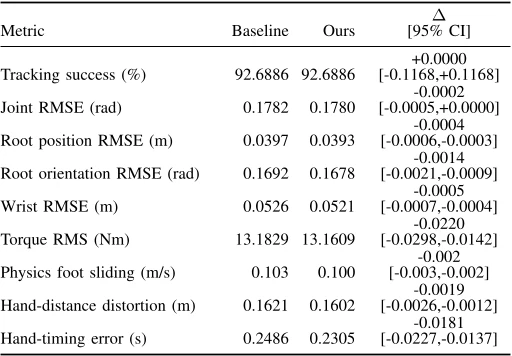 Metric Baseline Ours Δ [95% CI]
Tracking success (%) 92.6886 92.6886 +0.0000 [-0.1168,+0.1168]
Joint RMSE (rad) 0.1782 0.1780 -0.0002 [-0.0005,+0.0000]
Root position RMSE (m) 0.0397 0.0393 -0.0004 [-0.0006,-0.0003]
Root orientation RMSE (rad) 0.1692 0.1678 -0.0014 [-0.0021,-0.0009]
Wrist RMSE (m) 0.0526 0.0521 -0.0005 [-0.0007,-0.0004]
Torque RMS (Nm) 13.1829 13.1609 -0.0220 [-0.0298,-0.0142]
Physics foot sliding (m/s) 0.103 0.100 -0.002 [-0.003,-0.002]
Hand-distance distortion (m) 0.1621 0.1602 -0.0019 [-0.0026,-0.0012]
Hand-timing error (s) 0.2486 0.2305 -0.0181 [-0.0227,-0.0137]